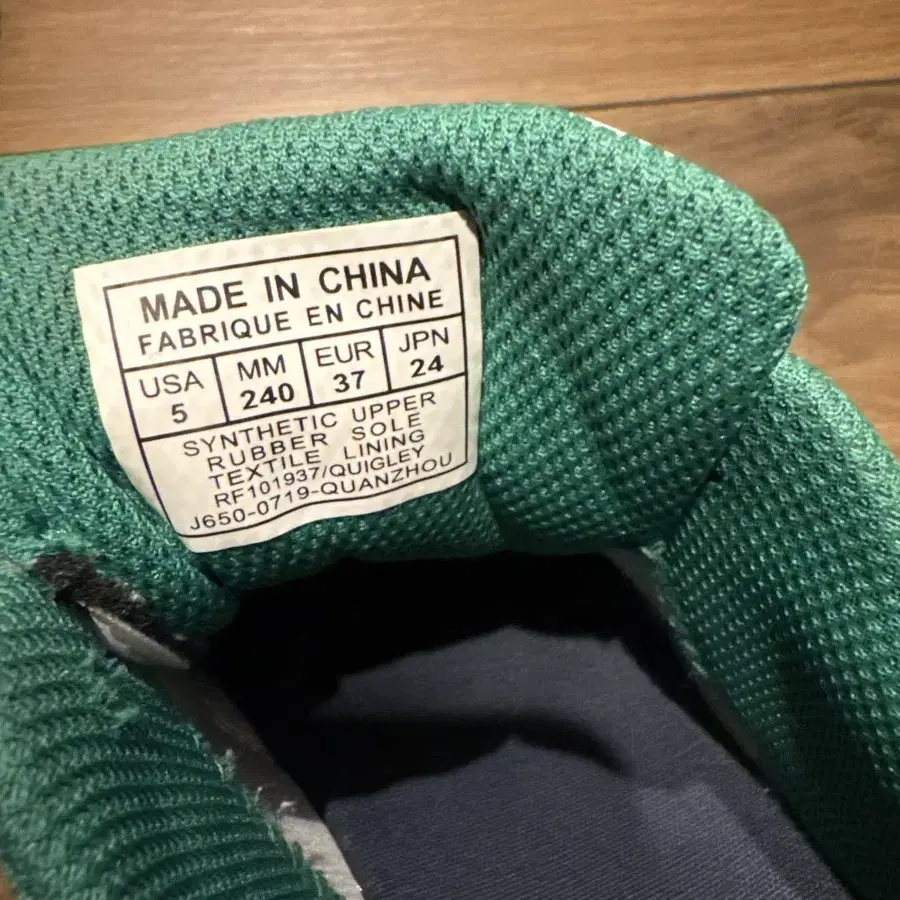 MADE IN CHINA
FABRIQUE EN CHINE
USA MM EUR JPN
5 240 37 24
SYNTHETIC UPPER
RUBBER SOLE
TEXTILE LINING
RF101937/QUIGLEY
J650-0719-QUANZHOU